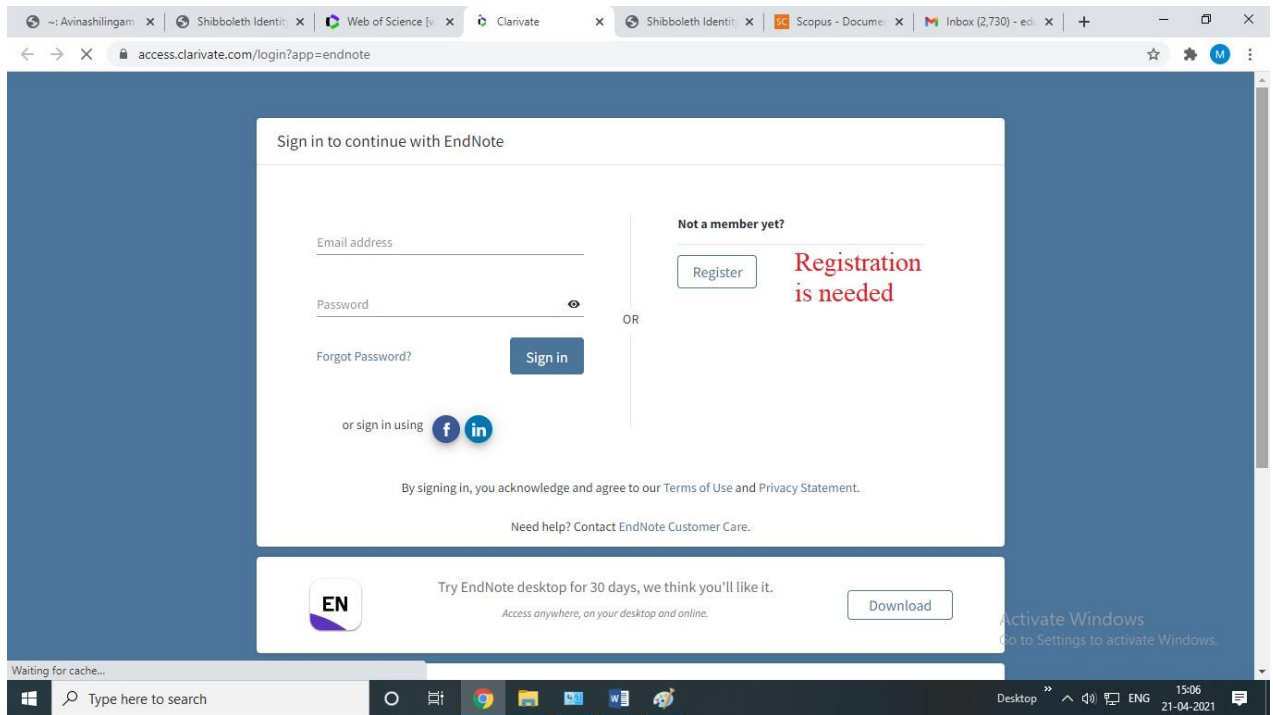 ~: Avinashilingam
Shibboleth Identit
Web of Science [v.
Clarivate
Shibboleth Identit
SC
Scopus - Documen
Inbox (2,730) - edu
access.clarivate.com/login?app=endnote
M
Sign in to continue with EndNote
Email address
Password
Forgot Password?
Sign in
or sign in using
f in
OR
Not a member yet?
Register
Registration
is needed
By signing in, you acknowledge and agree to our Terms of Use and Privacy Statement.
Need help? Contact EndNote Customer Care.
EN
Try EndNote desktop for 30 days, we think you'll like it.
Access anywhere, on your desktop and online.
Download
Activate Windows
Go to Settings to activate Windows.
Waiting for cache...
Type here to search
Desktop
ENG
15:06
21-04-2021